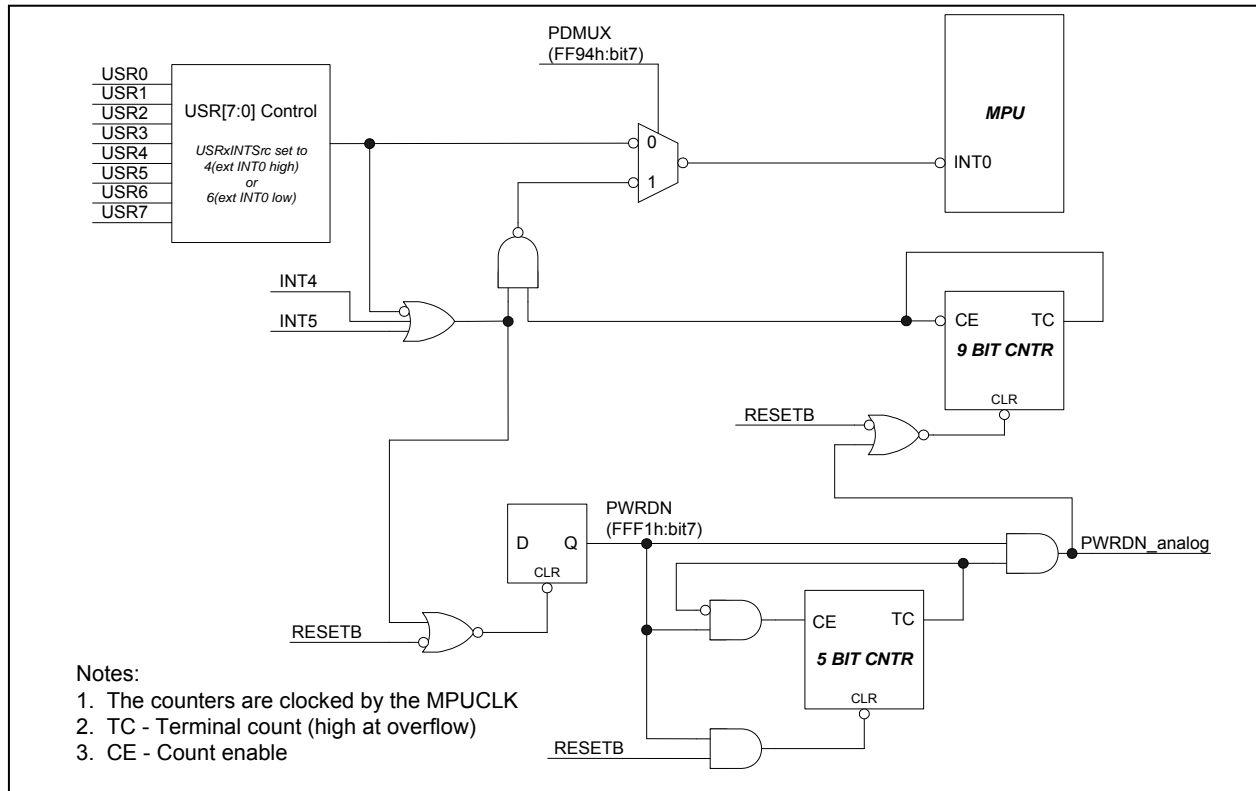 PDMUX
(FF94h:bit7)
USR0
USR1
USR2
USR3
USR4
USR5
USR6
USR7
USR[7:0] Control
USRxINTSrc set to
4(ext INT0 high)
or
6(ext INT0 low)
0
1
MPU
INT0
INT4
INT5
CE TC
9 BIT CNTR
CLR
RESETB
D Q
CLR
PWRDN
(FFF1h:bit7)
PWRDN_analog
RESETB
CE TC
5 BIT CNTR
CLR
RESETB
Notes:
1. The counters are clocked by the MPUCLK
2. TC - Terminal count (high at overflow)
3. CE - Count enable